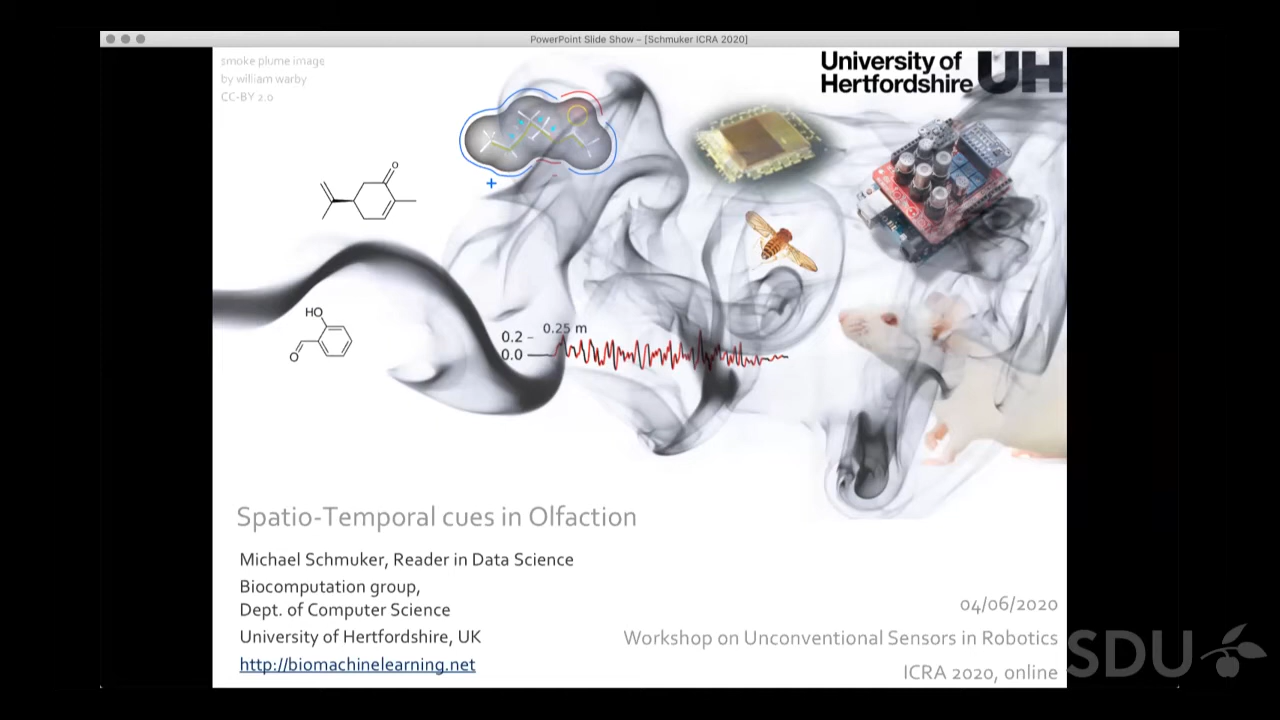 PowerPoint Slide Show – [Schmuker ICRA 2020]
smoke plume image
by william warby
CC-BY 2.0
University of
Hertfordshire
UH
+
-
O
HO
O
0.25 m
0.2
0.0
Spatio-Temporal cues in Olfaction
Michael Schmuker, Reader in Data Science
Biocomputation group,
Dept. of Computer Science
University of Hertfordshire, UK
http://biomachinelearning.net
04/06/2020
Workshop on Unconventional Sensors in Robotics
ICRA 2020, online
SDU